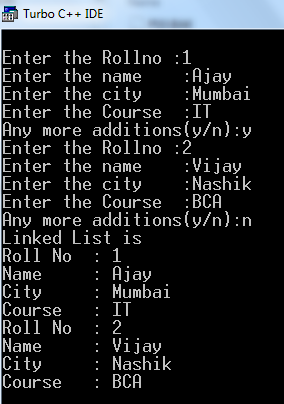 Turbo C++ IDE
Enter the Rollno :1
Enter the name    :Ajay
Enter the city    :Mumbai
Enter the Course  :IT
Any more additions(y/n):y
Enter the Rollno :2
Enter the name    :Vijay
Enter the city    :Nashik
Enter the Course  :BCA
Any more additions(y/n):n
Linked List is
Roll No  : 1
Name     : Ajay
City     : Mumbai
Course   : IT
Roll No  : 2
Name     : Vijay
City     : Nashik
Course   : BCA